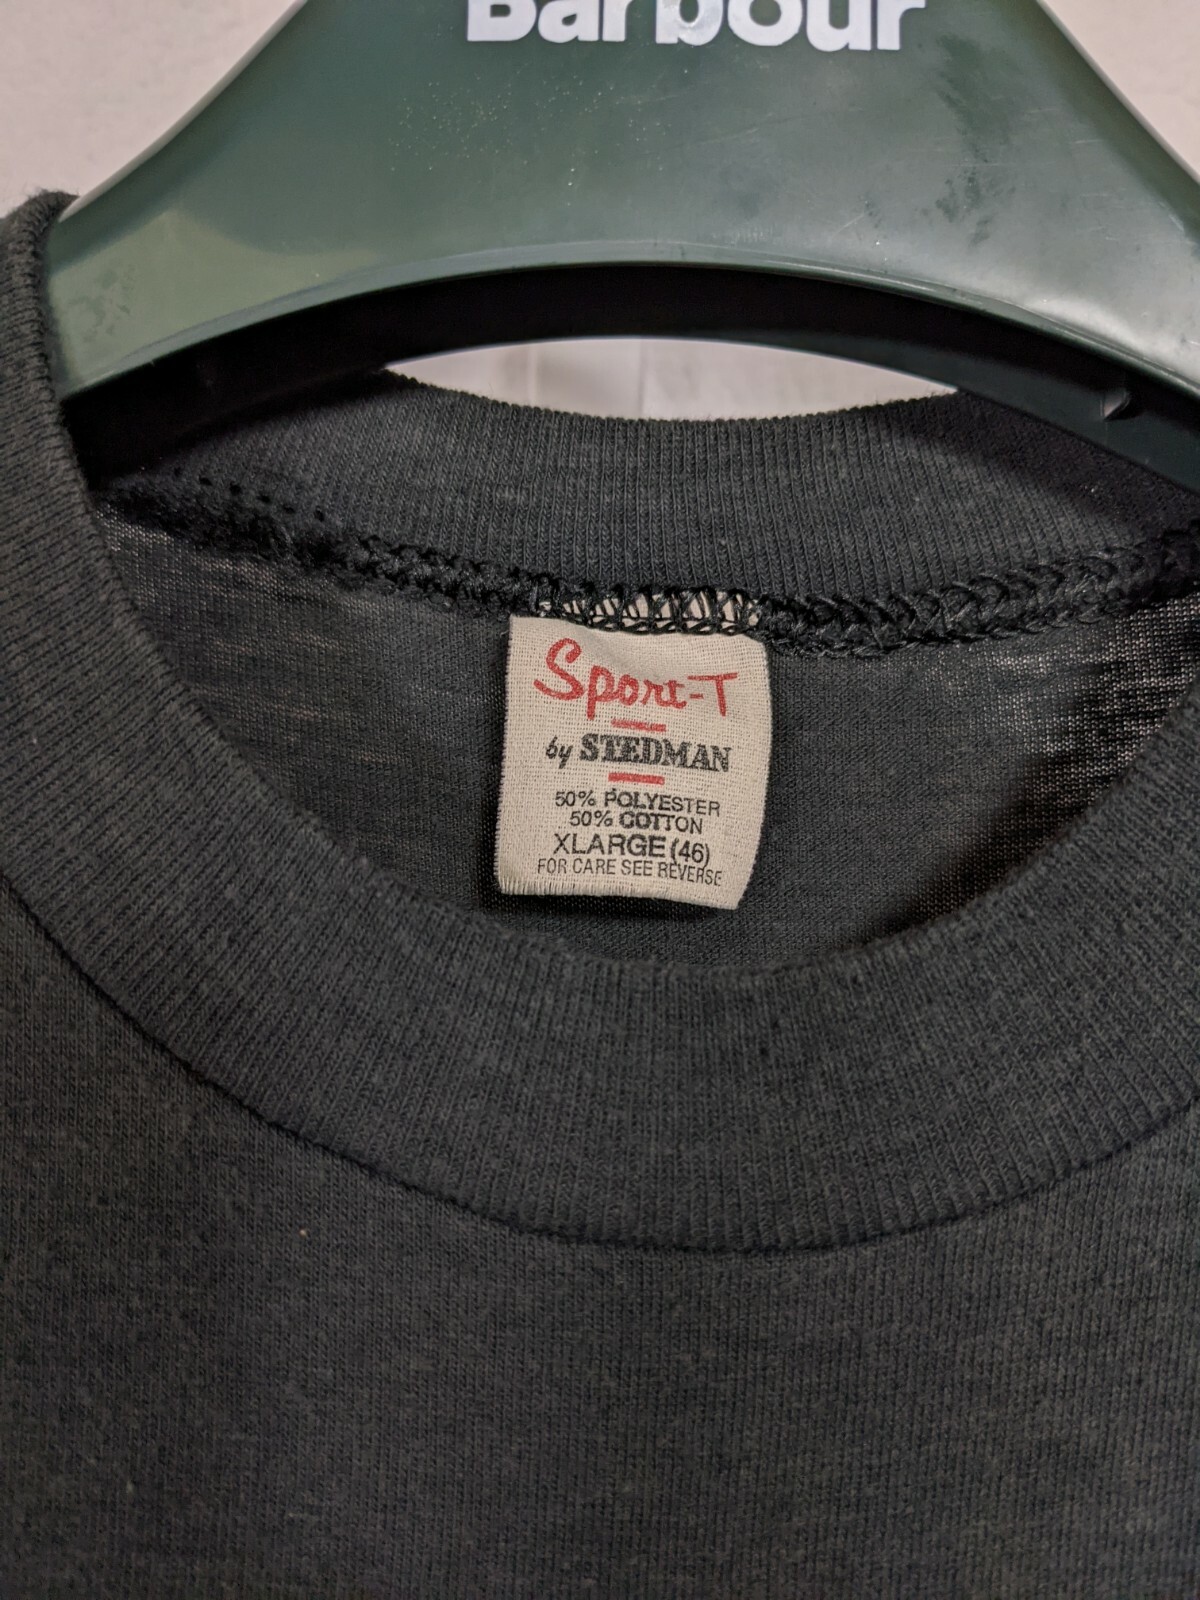 Barbour
Sport-T
by STEDMAN
50% POLYESTER
50% COTTON
XLARGE (46)
FOR CARE SEE REVERSE